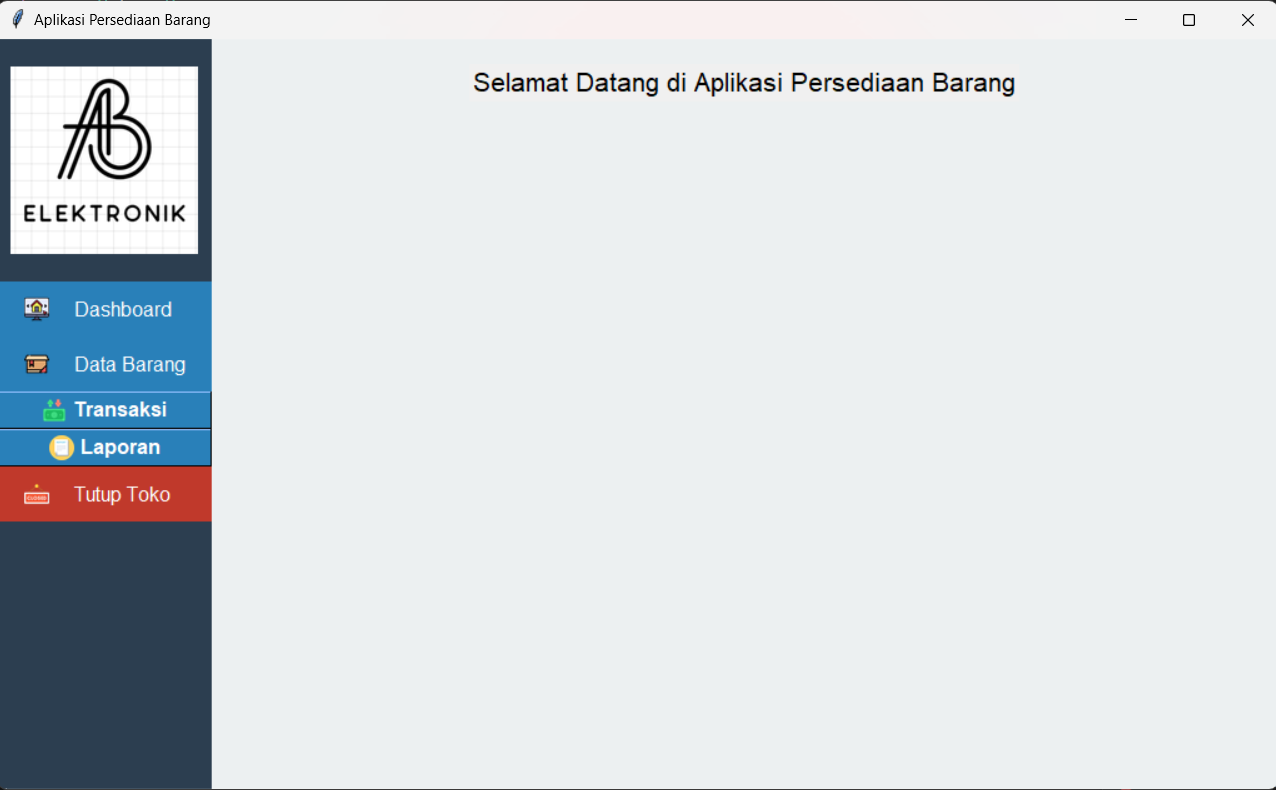 Aplikasi Persediaan Barang
AB
ELEKTRONIK
Selamat Datang di Aplikasi Persediaan Barang
Dashboard
Data Barang
Transaksi
Laporan
Tutup Toko